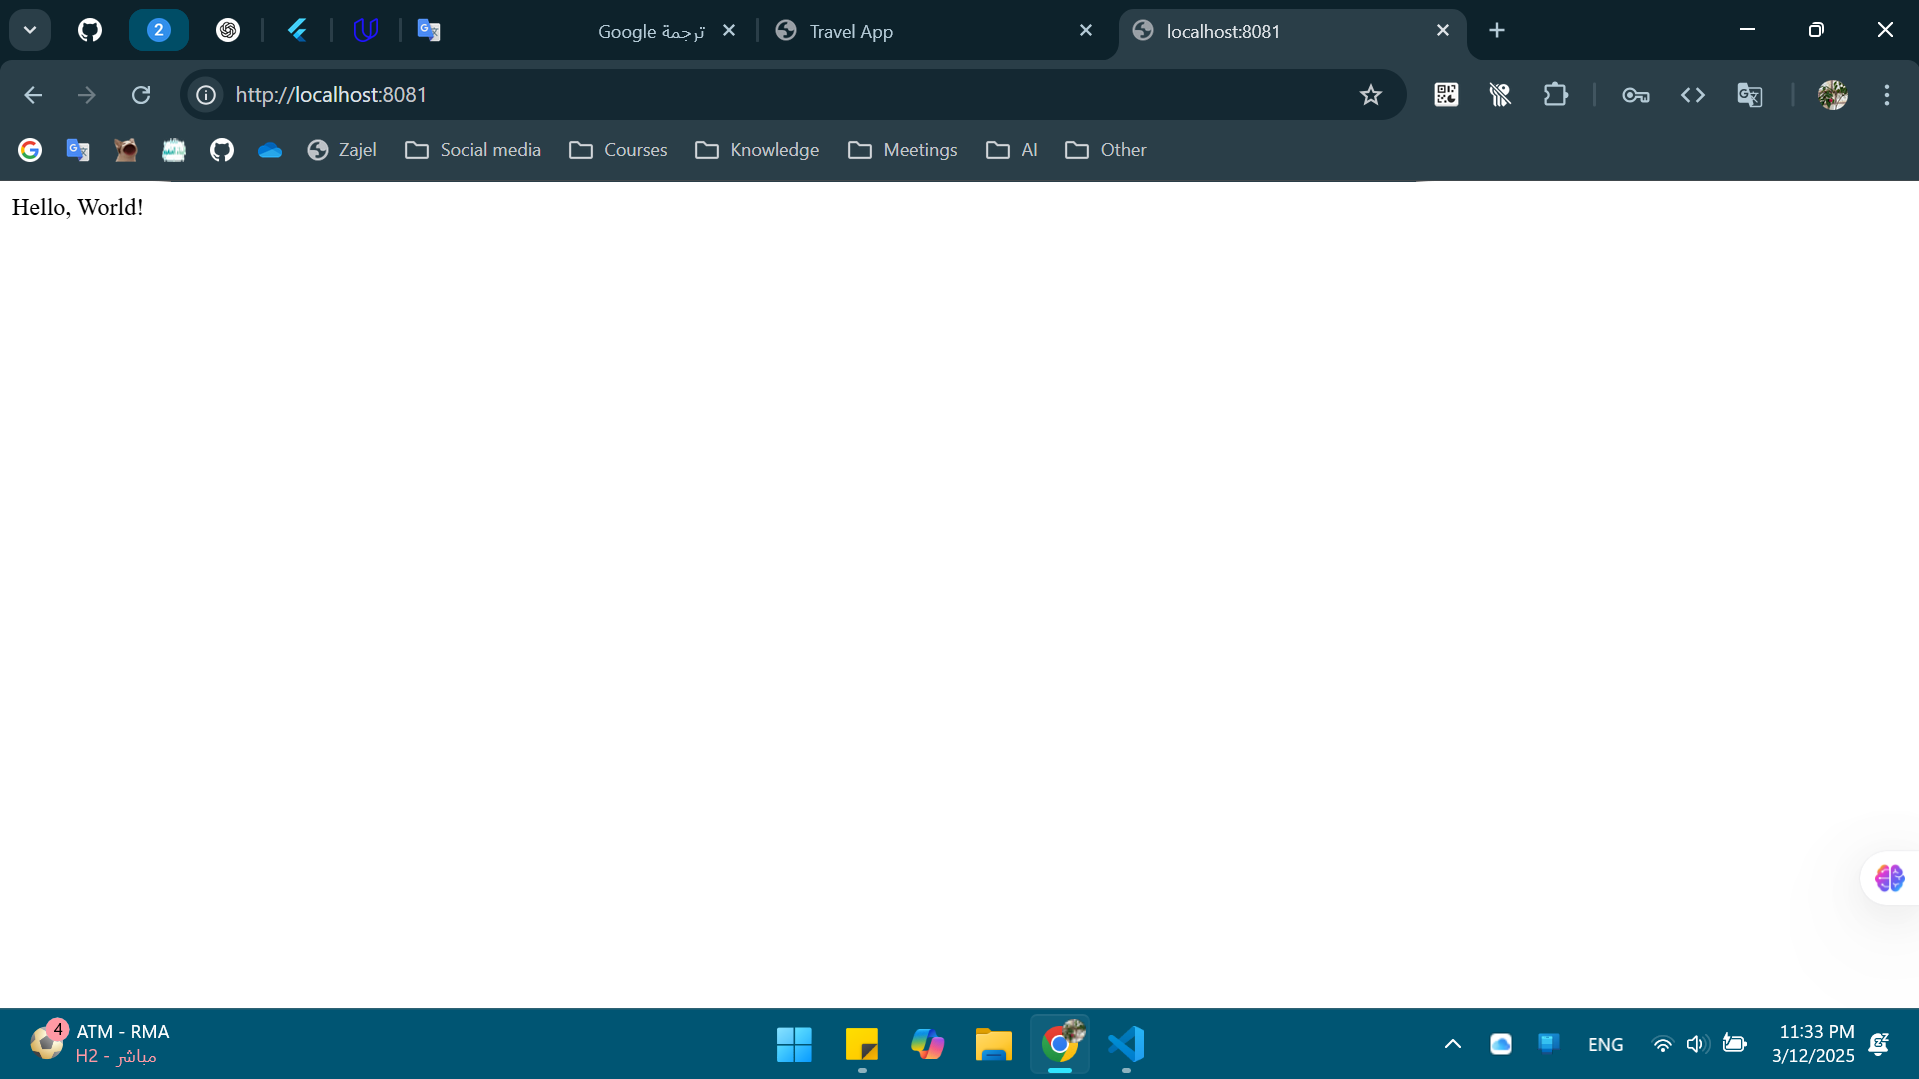 2
ترجمة Google
Travel App
localhost:8081
http://localhost:8081
Zajel
Social media
Courses
Knowledge
Meetings
AI
Other
Hello, World!
4
ATM - RMA
H2 - مباشر
ENG
11:33 PM
3/12/2025